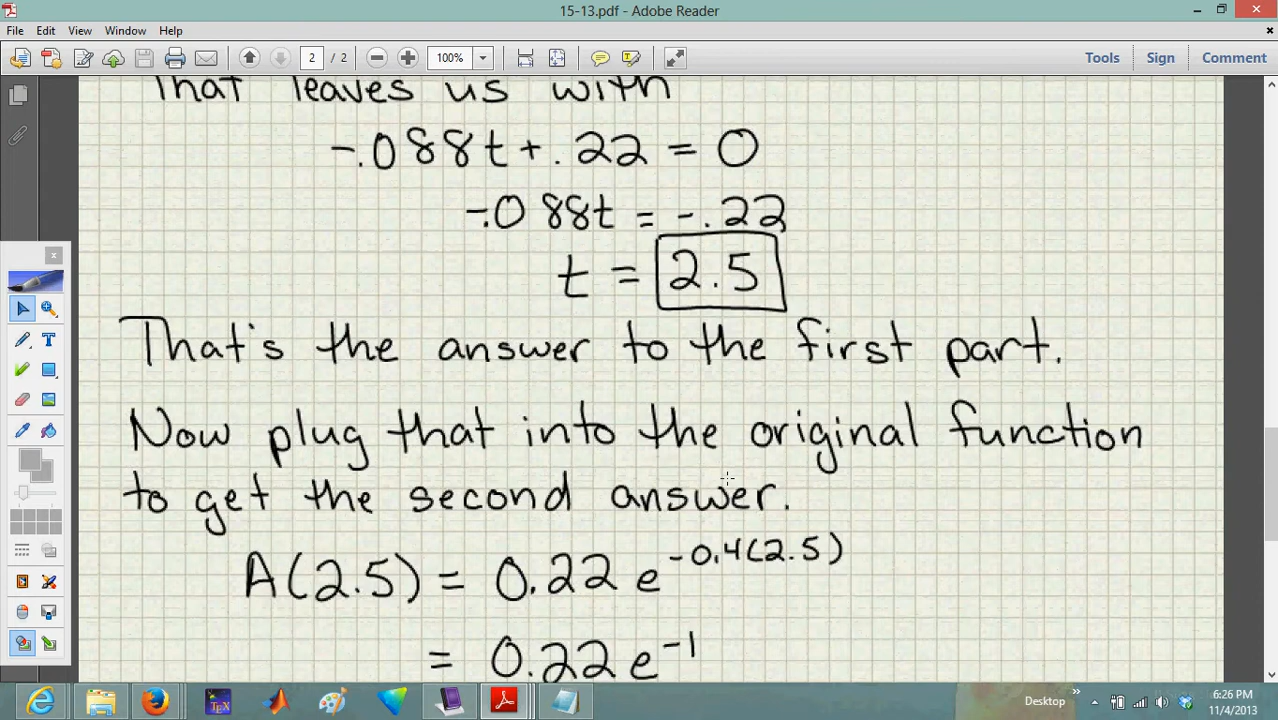 15-13.pdf - Adobe Reader
File Edit View Window Help
2 / 2 100% Tools Sign Comment
That leaves us with
-.088t + .22 = 0
-.088t = -.22
t = 2.5
That's the answer to the first part.
Now plug that into the original function
to get the second answer.
A(2.5) = 0.22 e^{-0.4(2.5)}
= 0.22 e^{-1}
Desktop
6:26 PM
11/4/2013